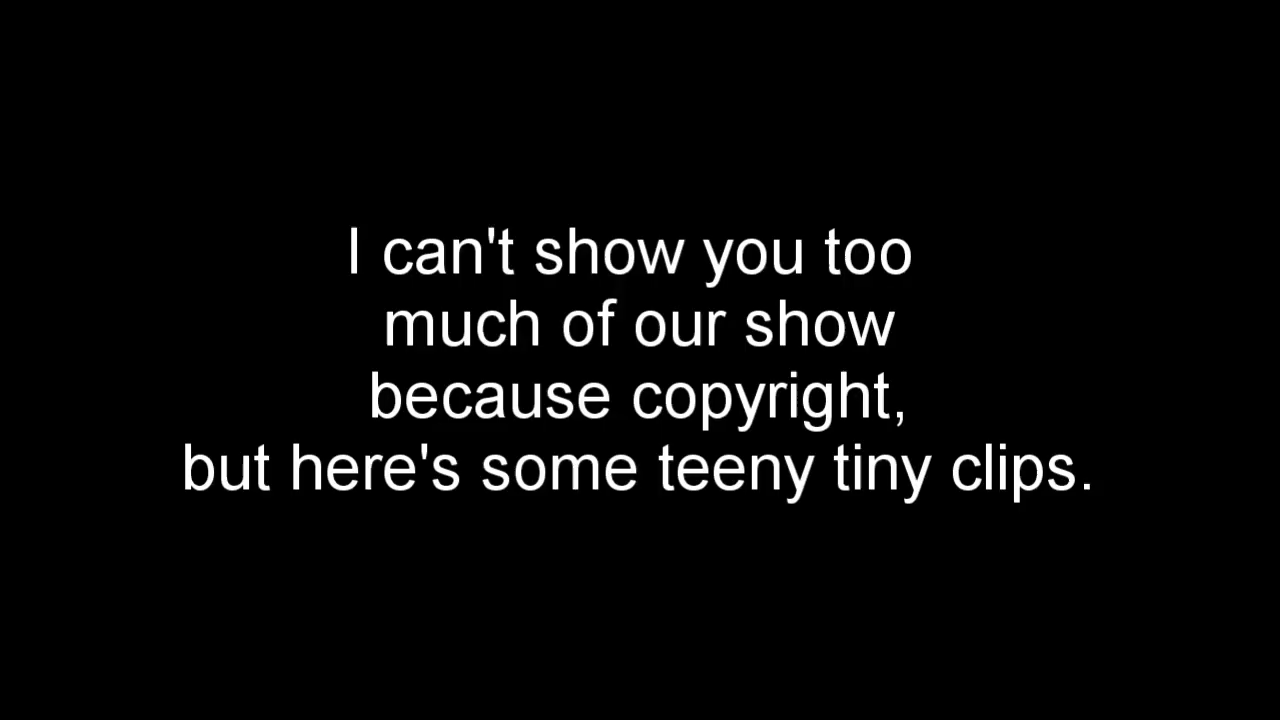 I can't show you too
much of our show
because copyright,
but here's some teeny tiny clips.